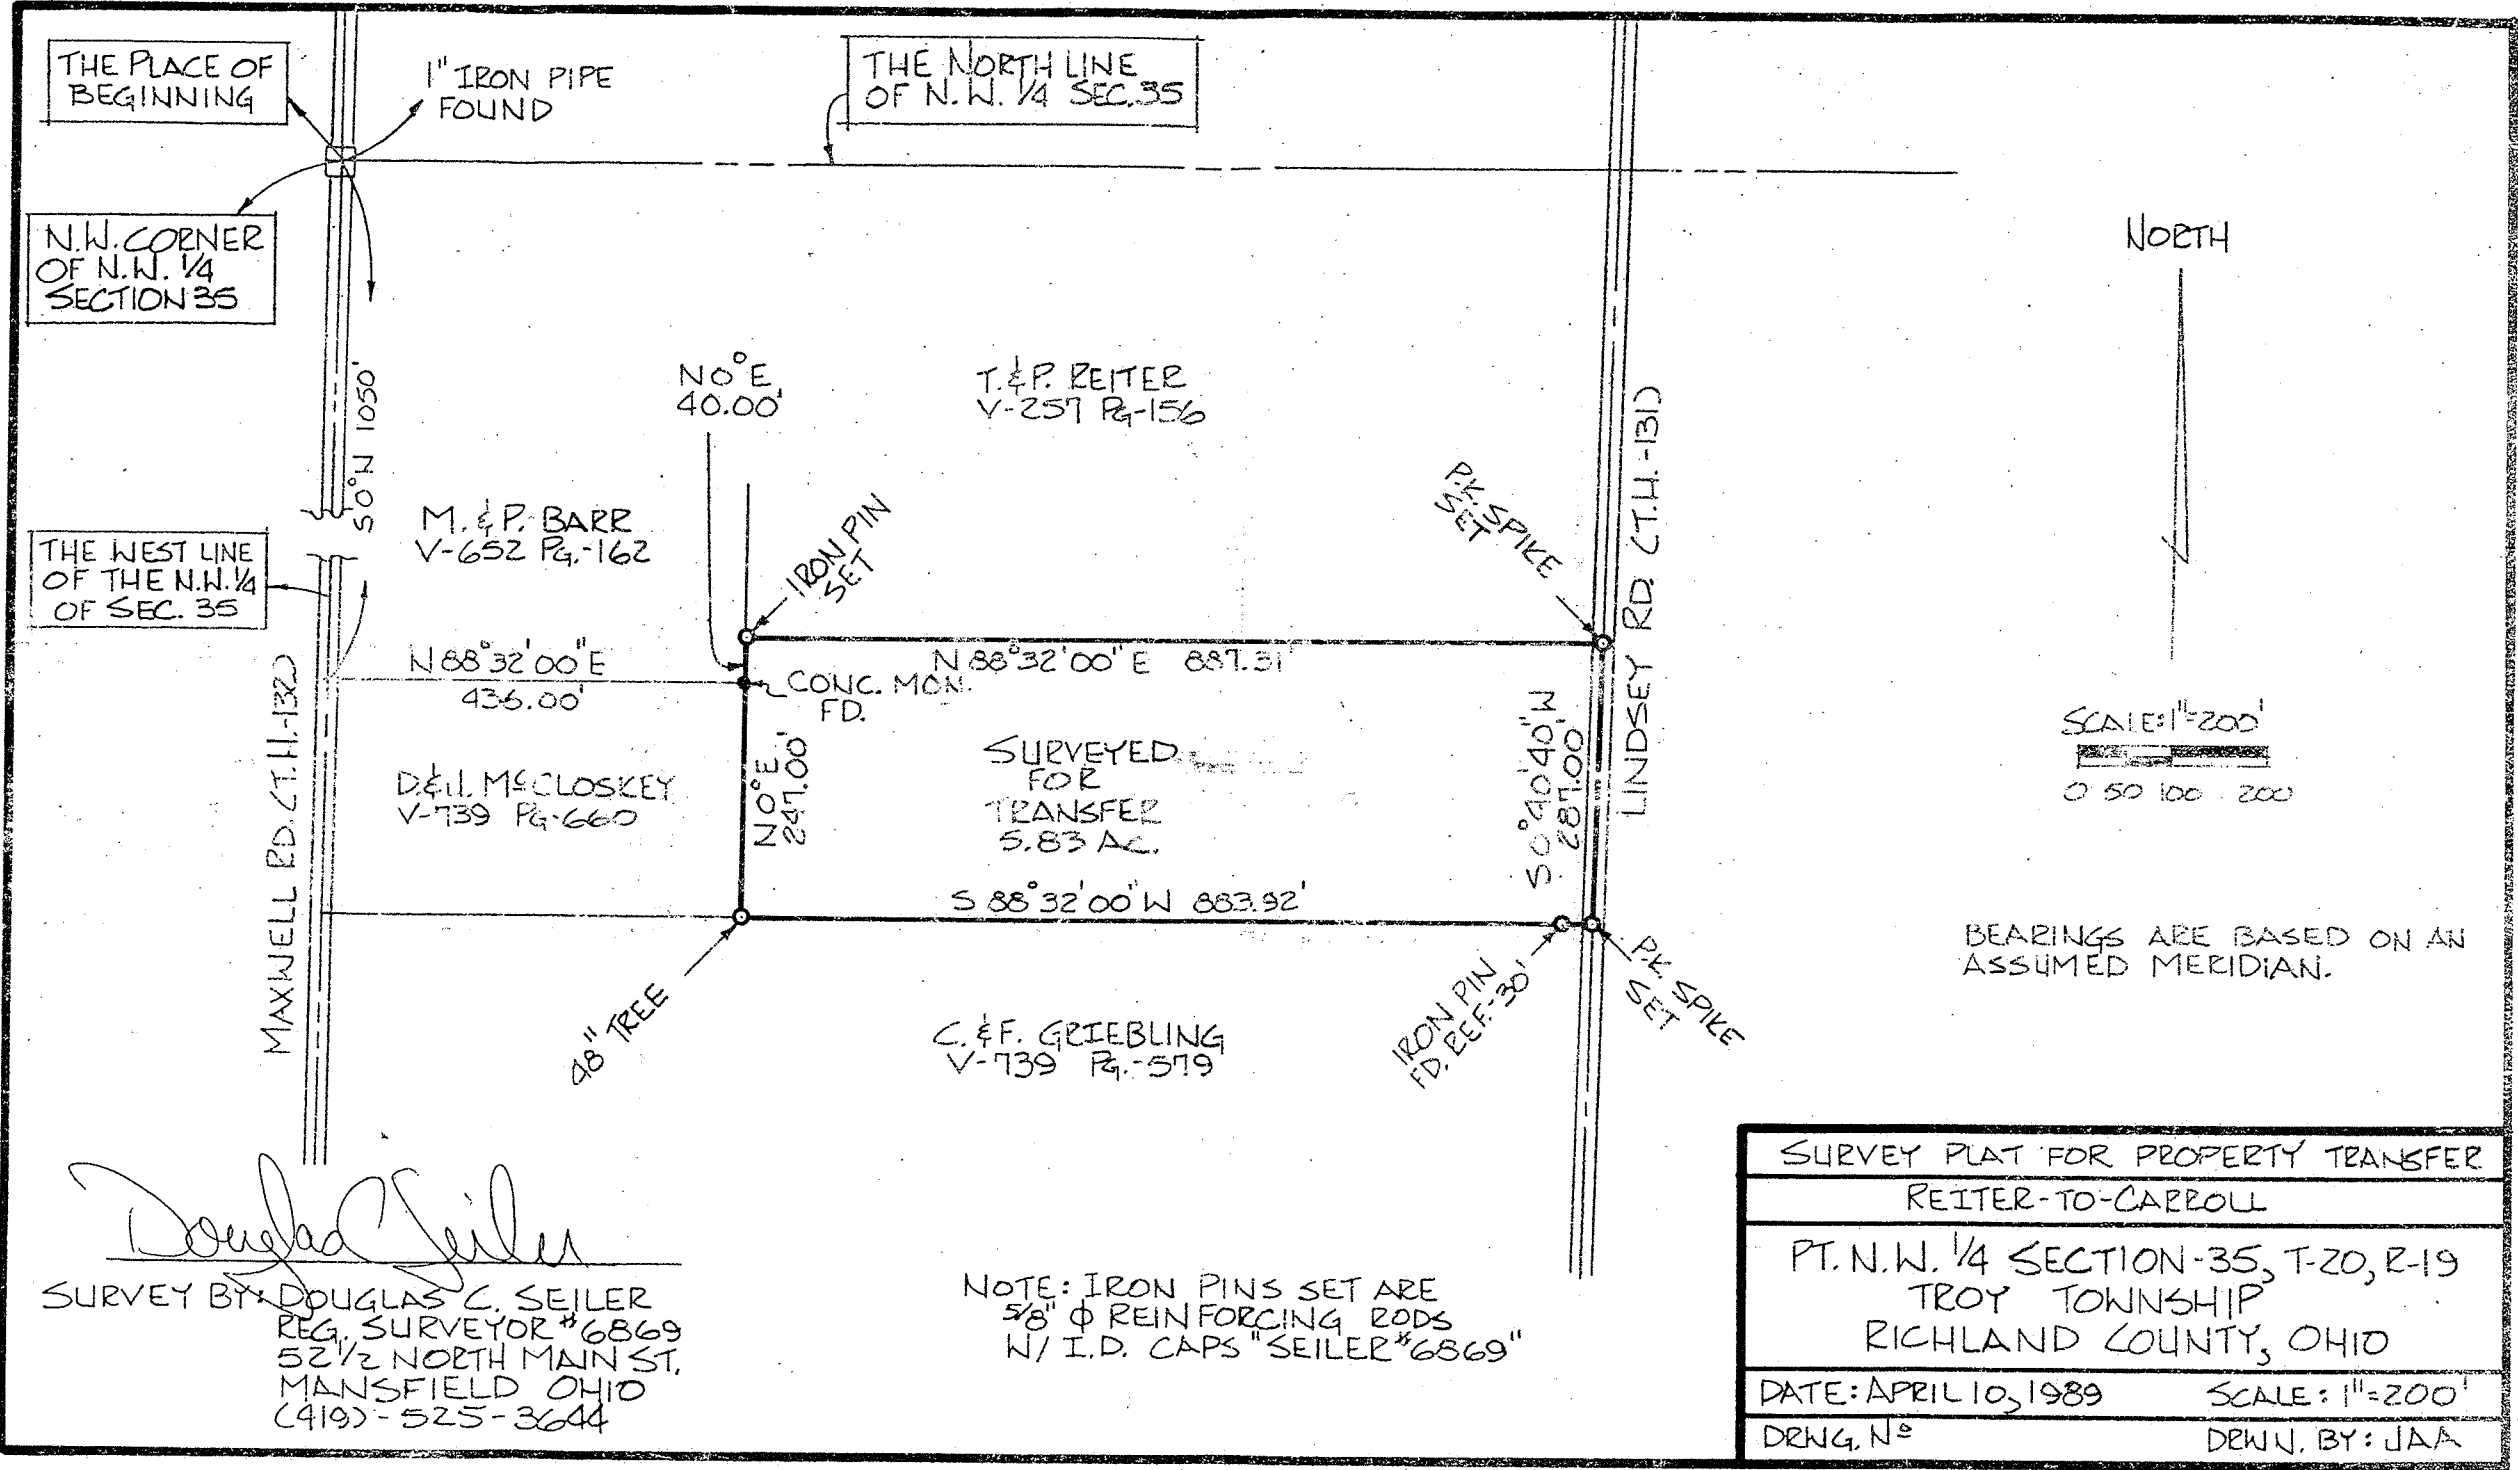 THE PLACE OF
BEGINNING
1" IRON PIPE
FOUND
THE NORTH LINE
OF N.W. 1/4 SEC. 35
N.W. CORNER
OF N.W. 1/4
SECTION 35
NORTH
S 0° W 1050'
N 0° E
40.00'
T. & P. REITER
V-257 PG-156
M. & P. BARR
V-652 PG.-162
IRON PIN
SET
P.K. SPIKE
SET
LINDSEY RD. (T.H.-131)
THE WEST LINE
OF THE N.W. 1/4
OF SEC. 35
N 88° 32' 00" E
436.00'
N 88° 32' 00" E 887.31'
CONC. MON.
FD.
MAXWELL RD. (T.H.-132)
D. & J. McCLOSKEY
V-739 PG-660
N 0° E
247.00'
SURVEYED
FOR
TRANSFER
5.83 AC.
S 0° 40' 40" W
287.00'
SCALE: 1"=200'
0 50 100 200
S 88° 32' 00" W 883.92'
BEARINGS ARE BASED ON AN
ASSUMED MERIDIAN.
48" TREE
C. & F. GRIEBLING
V-739 PG.-579
IRON PIN
FD. REF.-30'
P.K. SPIKE
SET
Douglas C Seiler
SURVEY BY: DOUGLAS C. SEILER
REG. SURVEYOR #6869
52 1/2 NORTH MAIN ST.
MANSFIELD OHIO
(419)-525-3644
NOTE: IRON PINS SET ARE
5/8" φ REINFORCING RODS
W/ I.D. CAPS "SEILER #6869"
SURVEY PLAT FOR PROPERTY TRANSFER
REITER-TO-CARROLL
PT. N.W. 1/4 SECTION-35, T-20, R-19
TROY TOWNSHIP
RICHLAND COUNTY, OHIO
DATE: APRIL 10, 1989 SCALE: 1"=200'
DRWG. Nº DRWN. BY: JAA